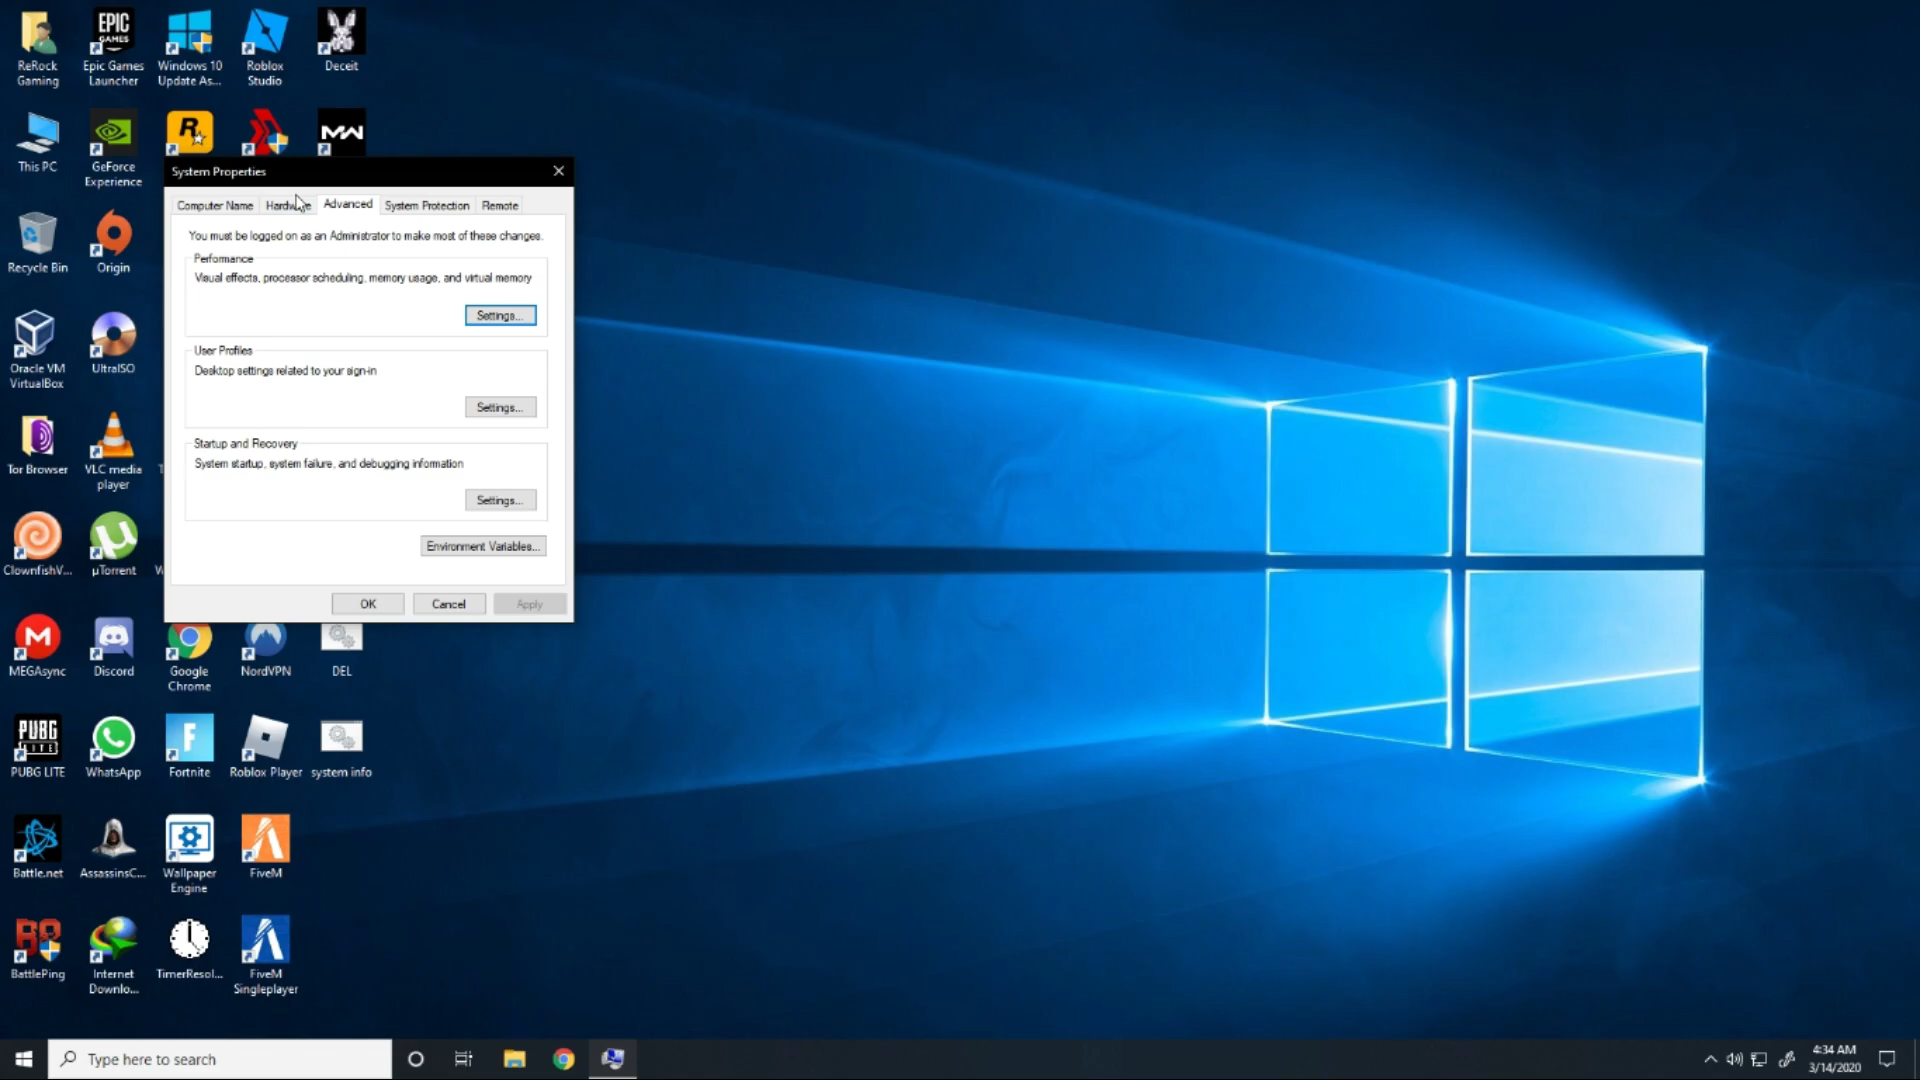 ReRock
Gaming
EPIC
GAMES
Epic Games
Launcher
Windows 10
Update As...
Roblox
Studio
Deceit
This PC
GeForce
Experience
R
MW
System Properties
Computer Name
Hardware
Advanced
System Protection
Remote
You must be logged on as an Administrator to make most of these changes.
Performance
Visual effects, processor scheduling, memory usage, and virtual memory
Settings...
User Profiles
Desktop settings related to your sign-in
Settings...
Startup and Recovery
System startup, system failure, and debugging information
Settings...
Environment Variables...
OK
Cancel
Apply
Recycle Bin
Origin
Oracle VM
VirtualBox
UltraISO
Tor Browser
VLC media
player
T
ClownfishV...
µTorrent
W
M
MEGAsync
Discord
Google
Chrome
NordVPN
DEL
PUBG
LITE
PUBG LITE
WhatsApp
F
Fortnite
Roblox Player
system info
Battle.net
AssassinsC...
Wallpaper
Engine
FiveM
BattlePing
Internet
Downlo...
TimerResol...
FiveM
Singleplayer
Type here to search
4:34 AM
3/14/2020